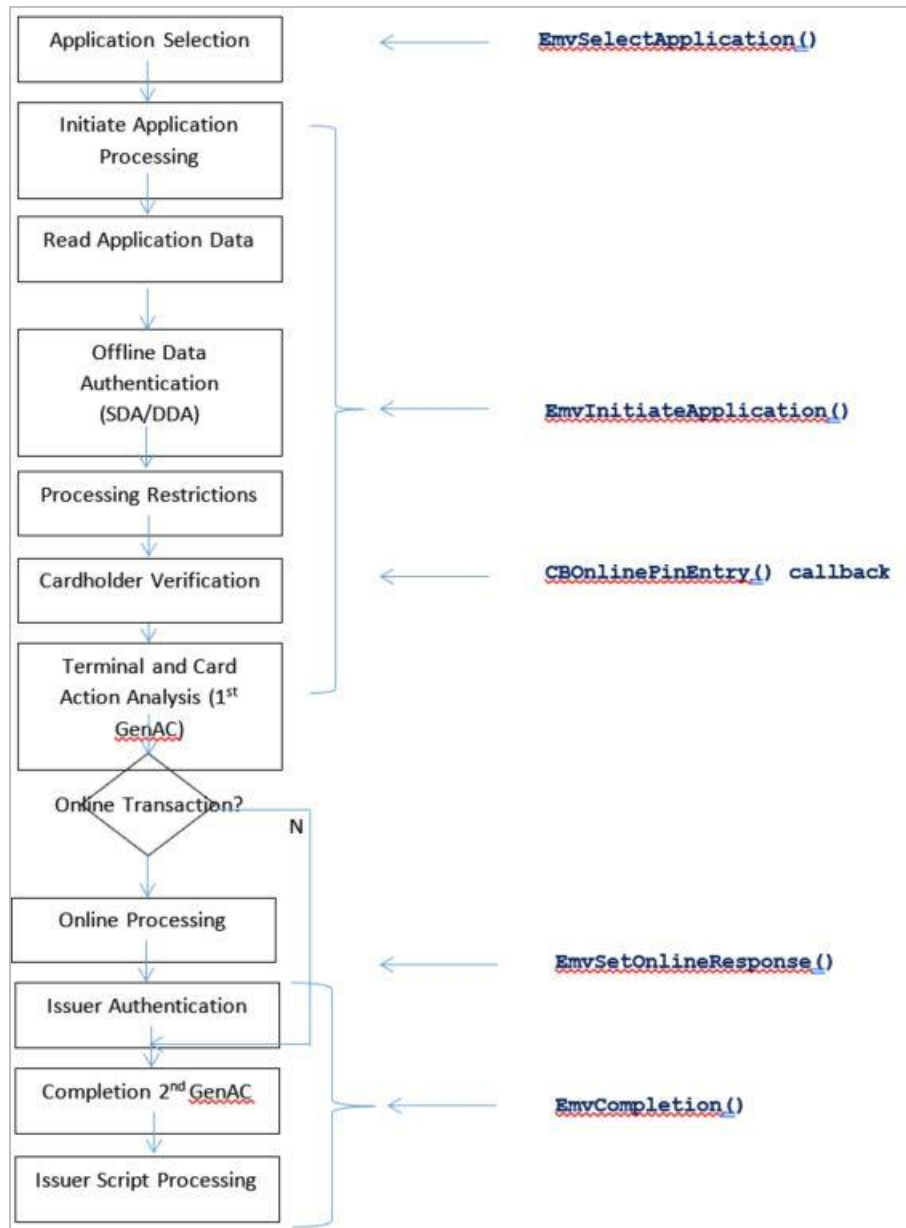 Application Selection
EmvSelectApplication()
Initiate Application
Processing
Read Application Data
Offline Data
Authentication
(SDA/DDA)
EmvInitiateApplication()
Processing Restrictions
Cardholder Verification
CBOnlinePinEntry() callback
Terminal and Card
Action Analysis (1st
GenAC)
Online Transaction?
N
Online Processing
EmvSetOnlineResponse()
Issuer Authentication
Completion 2nd GenAC
EmvCompletion()
Issuer Script Processing